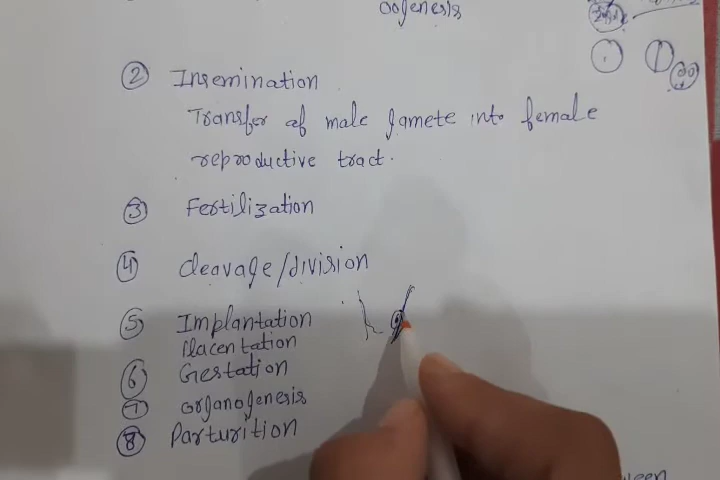 oogenesis
② Insemination
Transfer of male gamete into female
reproductive tract.
③ Fertilization
④ cleavage/division
⑤ Implantation
Placentation
⑥ Gestation
⑦ organogenesis
⑧ Parturition